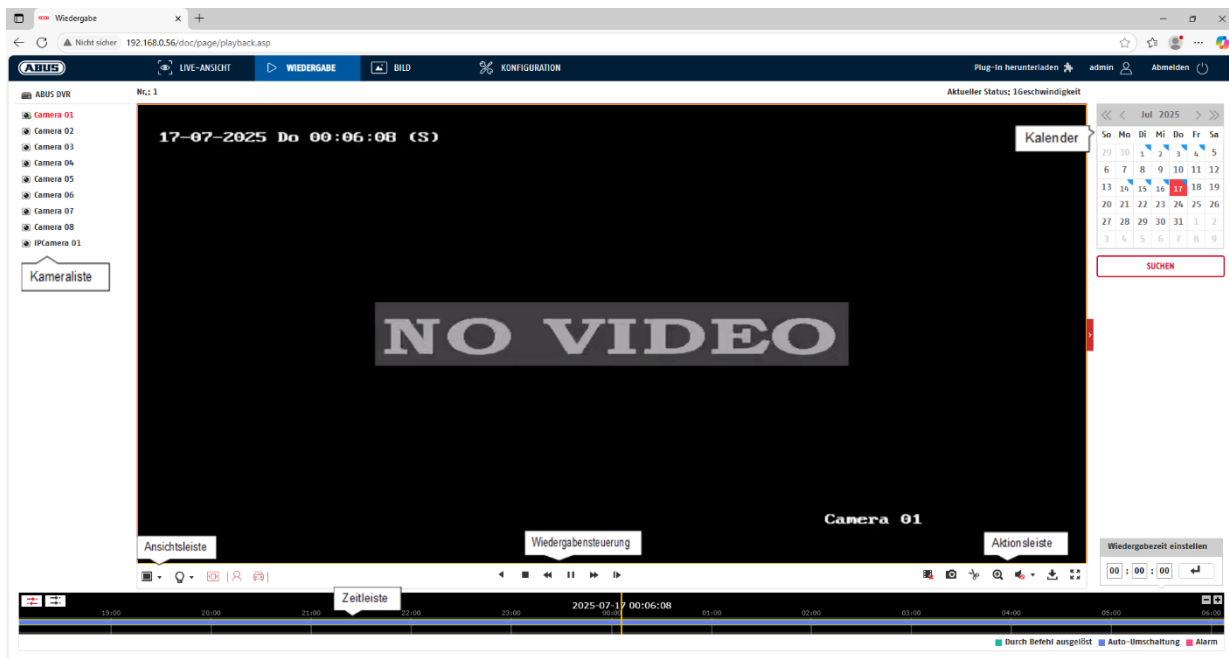 Wiedergabe
Nicht sicher 192.168.0.56/doc/page/playback.asp
ABUS LIVE-ANSICHT WIEDERGABE BILD KONFIGURATION Plug-In herunterladen admin Abmelden
ABUS DVR
Nr.: 1
Aktueller Status: 1Geschwindigkeit
Camera 01
Camera 02
Camera 03
Camera 04
Camera 05
Camera 06
Camera 07
Camera 08
IPCamera 01
Kameraliste
17-07-2025 Do 00:06:08 (S)
NO VIDEO
Camera 01
Kalender
Jul 2025
So Mo Di Mi Do Fr Sa
29 30 1 2 3 4 5
6 7 8 9 10 11 12
13 14 15 16 17 18 19
20 21 22 23 24 25 26
27 28 29 30 31 1 2
3 4 5 6 7 8 9
SUCHEN
Ansichtsleiste
Wiedergabensteuerung
Aktionsleiste
Wiedergabezeit einstellen
00 : 00 : 00
Zeitleiste
2025-07-17 00:06:08
19:00 20:00 21:00 22:00 23:00 00:00 01:00 02:00 03:00 04:00 05:00 06:00
Durch Befehl ausgelöst Auto-Umschaltung Alarm